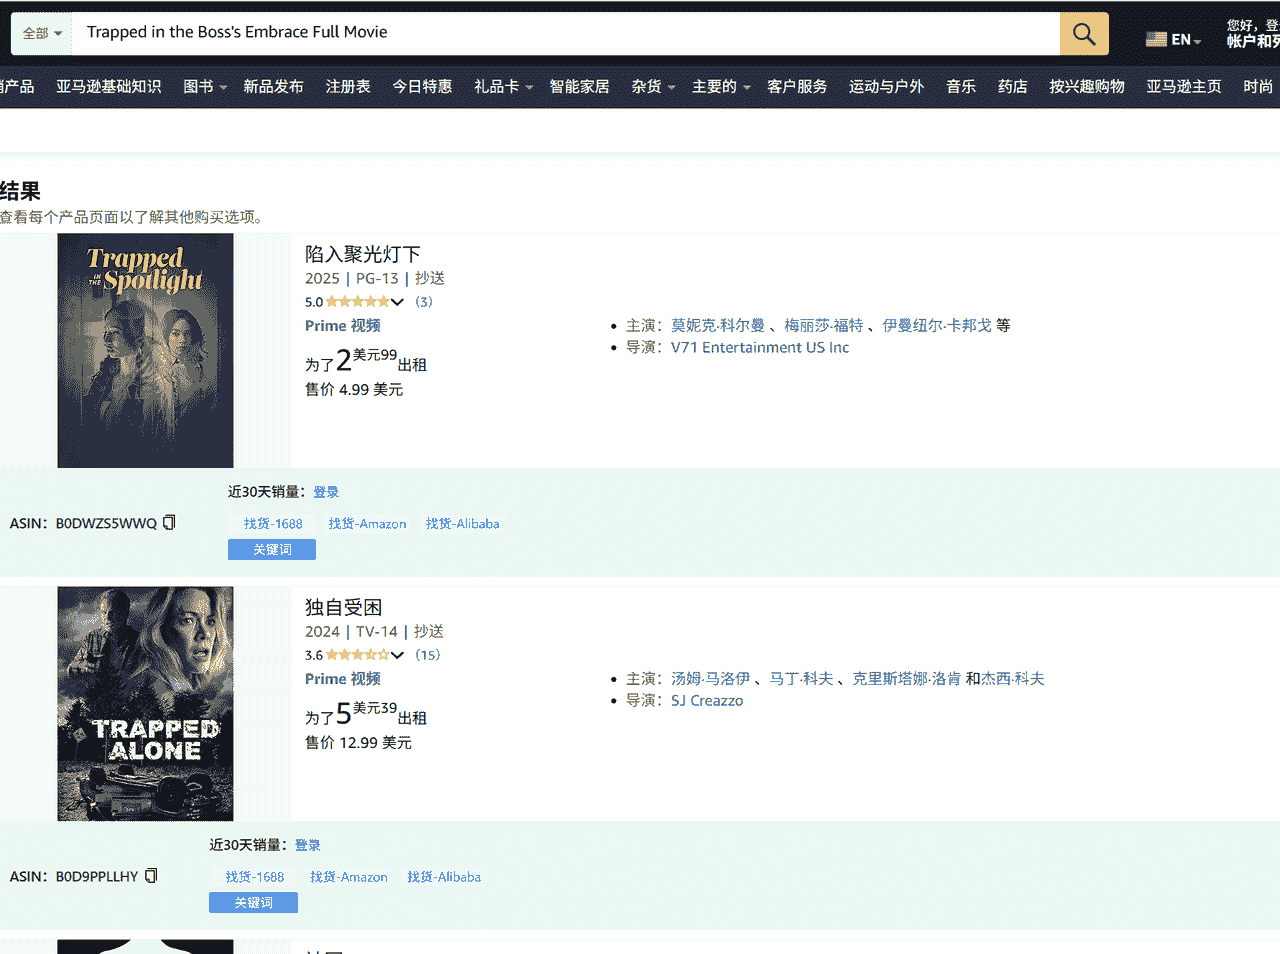 全部
Trapped in the Boss's Embrace Full Movie
EN
您好，登
帐户和列
产品 亚马逊基础知识 图书 新品发布 注册表 今日特惠 礼品卡 智能家居 杂货 主要的 客户服务 运动与户外 音乐 药店 按兴趣购物 亚马逊主页 时尚
结果
查看每个产品页面以了解其他购买选项。
Trapped
IN THE
Spotlight
陷入聚光灯下
2025 | PG-13 | 抄送
5.0 (3)
Prime 视频
为了2美元99出租
售价 4.99 美元
主演：莫妮克·科尔曼 、梅丽莎·福特 、伊曼纽尔·卡邦戈 等
导演：V71 Entertainment US Inc
近30天销量：登录
ASIN：B0DWZS5WWQ
找货-1688 找货-Amazon 找货-Alibaba
关键词
TRAPPED
ALONE
独自受困
2024 | TV-14 | 抄送
3.6 (15)
Prime 视频
为了5美元39出租
售价 12.99 美元
主演：汤姆·马洛伊 、马丁·科夫 、克里斯塔娜·洛肯 和杰西·科夫
导演：SJ Creazzo
近30天销量：登录
ASIN：B0D9PPLLHY
找货-1688 找货-Amazon 找货-Alibaba
关键词